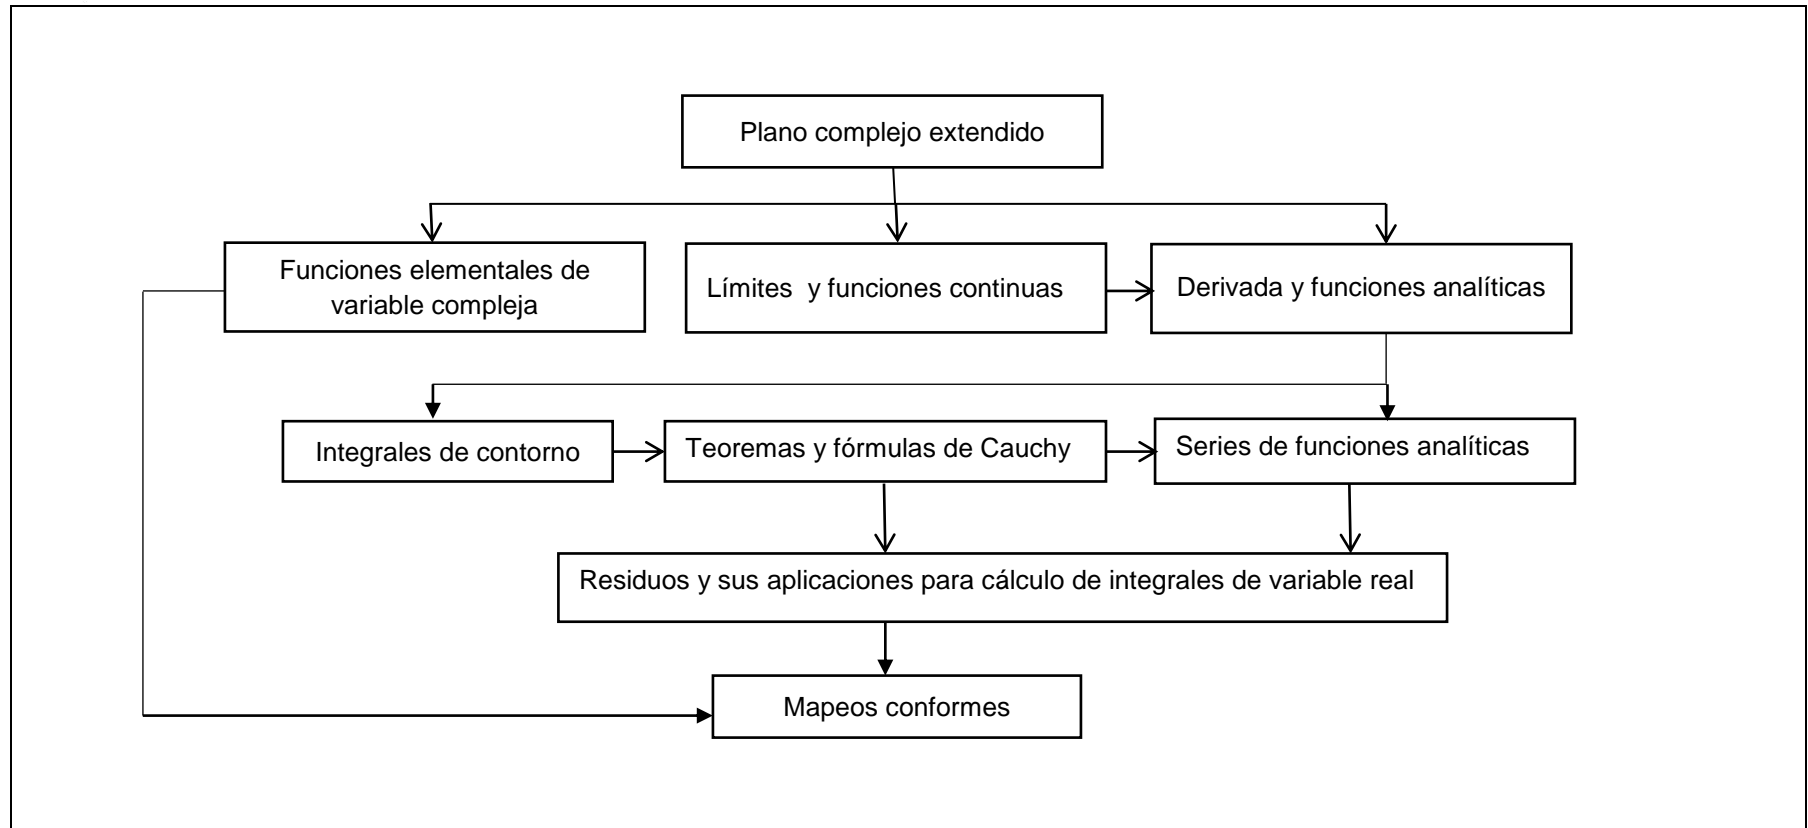 Plano complejo extendido
Funciones elementales de
variable compleja
Límites  y funciones continuas
Derivada y funciones analíticas
Integrales de contorno
Teoremas y fórmulas de Cauchy
Series de funciones analíticas
Residuos y sus aplicaciones para cálculo de integrales de variable real
Mapeos conformes